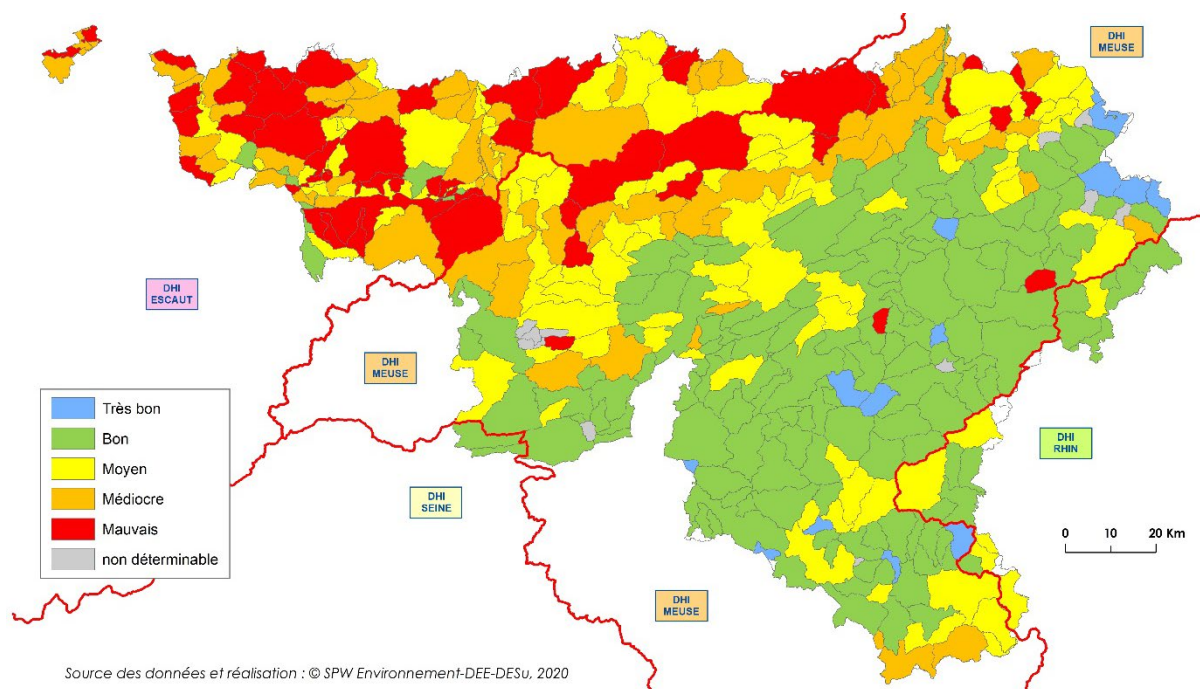 DHI
MEUSE
DHI
ESCAUT
DHI
MEUSE
Très bon
Bon
Moyen
Médiocre
Mauvais
non déterminable
DHI
SEINE
DHI
RHIN
0 10 20 Km
DHI
MEUSE
Source des données et réalisation : © SPW Environnement-DEE-DESu, 2020